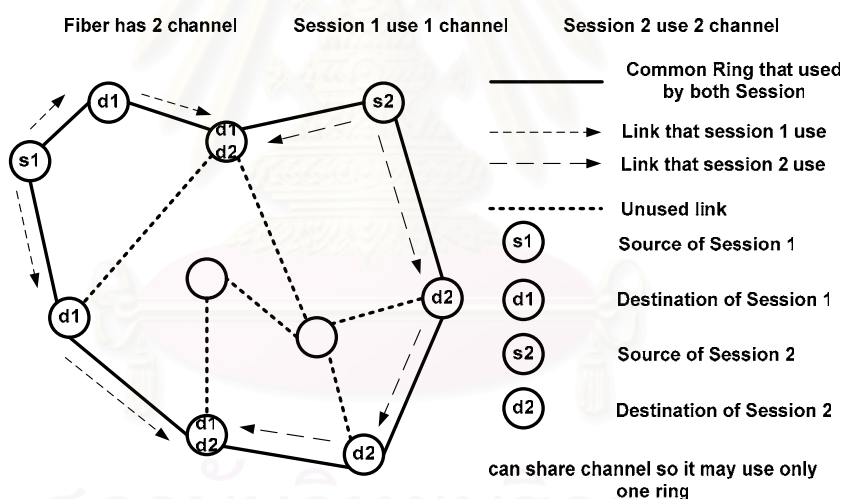 Fiber has 2 channel
Session 1 use 1 channel
Session 2 use 2 channel
Common Ring that used
by both Session
Link that session 1 use
Link that session 2 use
Unused link
s1
Source of Session 1
d1
Destination of Session 1
s2
Source of Session 2
d2
Destination of Session 2
can share channel so it may use only
one ring
d1
s2
d1
d2
s1
d2
d1
d1
d2
d2